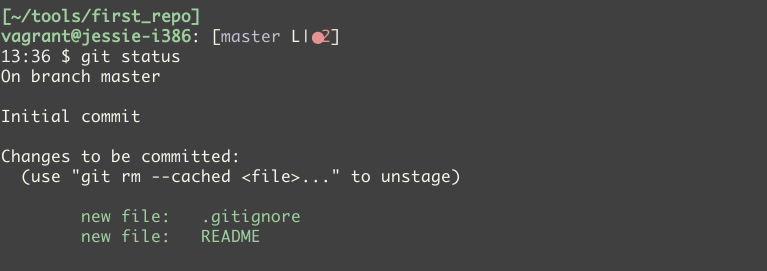 [~/tools/first_repo]
vagrant@jessie-i386: [master L|●2]
13:36 $ git status
On branch master
Initial commit
Changes to be committed:
(use "git rm --cached <file>..." to unstage)
new file: .gitignore
new file: README